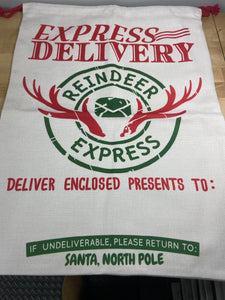 EXPRESS
DELIVERY
REINDEER
EXPRESS
DELIVER ENCLOSED PRESENTS TO:
IF UNDELIVERABLE, PLEASE RETURN TO:
SANTA, NORTH POLE